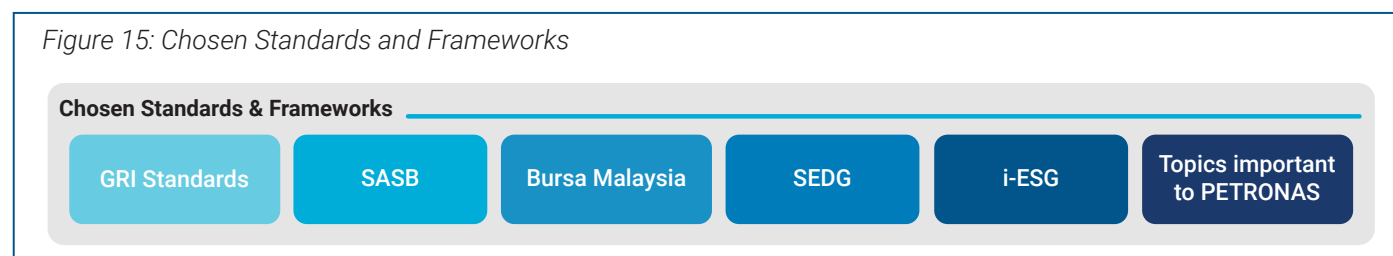 Figure 15: Chosen Standards and Frameworks
Chosen Standards & Frameworks
GRI Standards
SASB
Bursa Malaysia
SEDG
i-ESG
Topics important
to PETRONAS